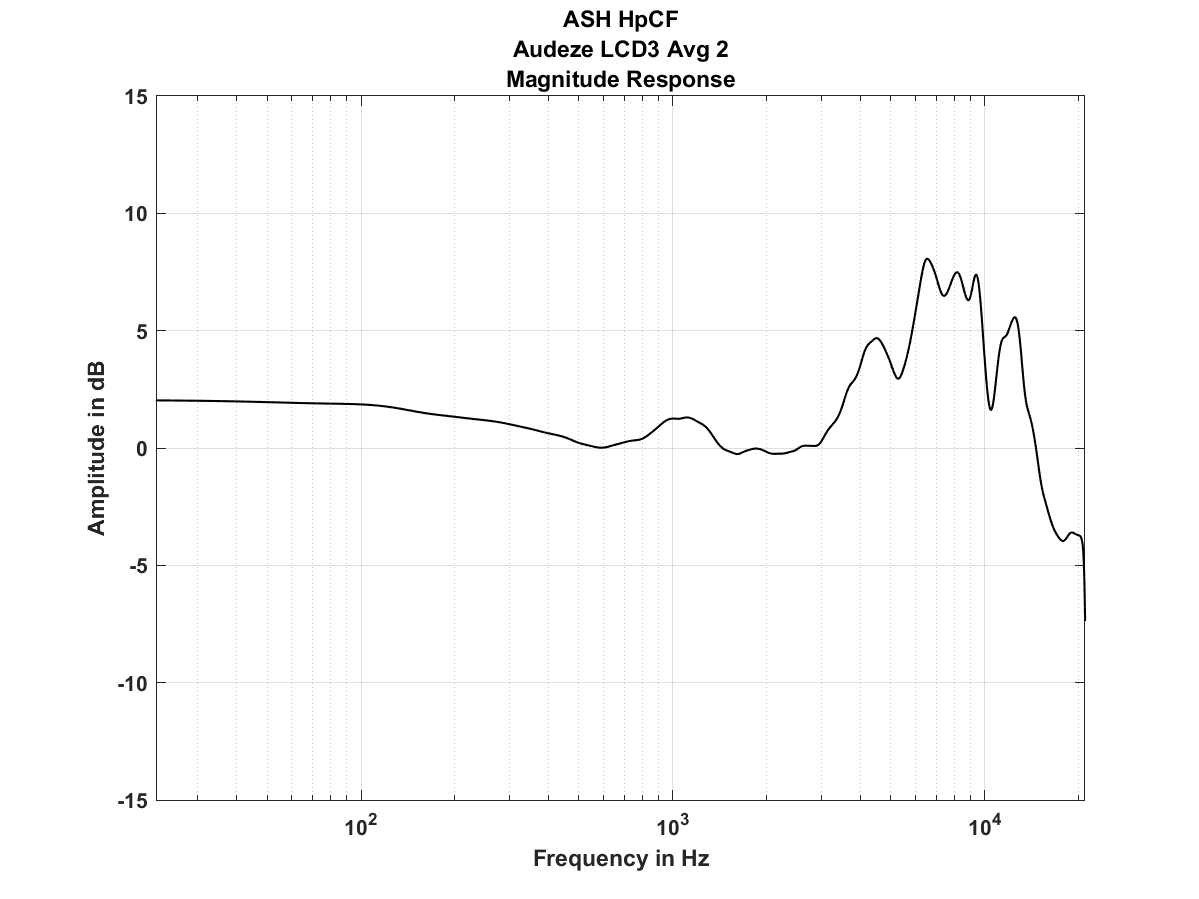 ASH HpCF
Audeze LCD3 Avg 2
Magnitude Response
15
10
5
0
-5
-10
-15
Amplitude in dB
10^2
10^3
10^4
Frequency in Hz